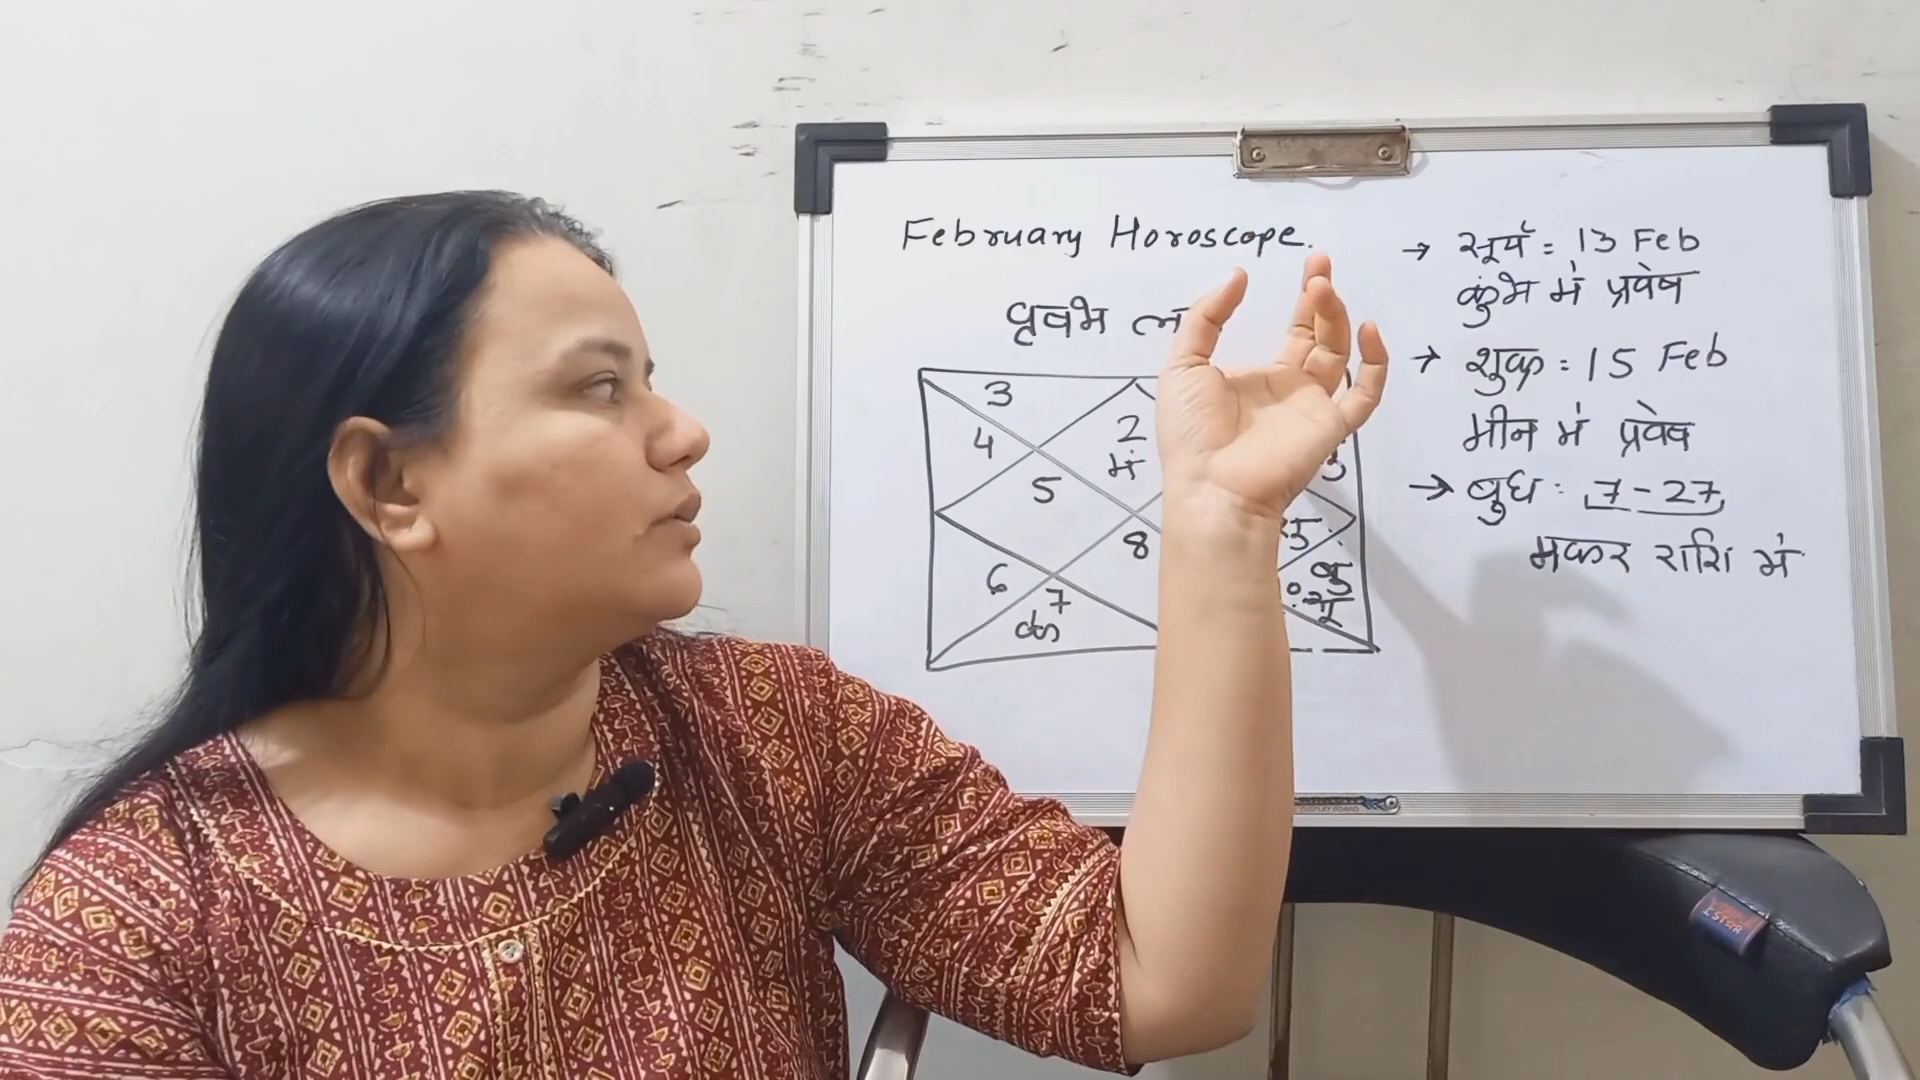 February Horoscope.
वृषभ
3
4
2
मं
5
8
6
7
के
बु
सू
→ सूर्य = 13 Feb
कुंभ में प्रवेष
→ शुक्र = 15 Feb
मीन में प्रवेष
→ बुध : 7-27
मकर राशि में